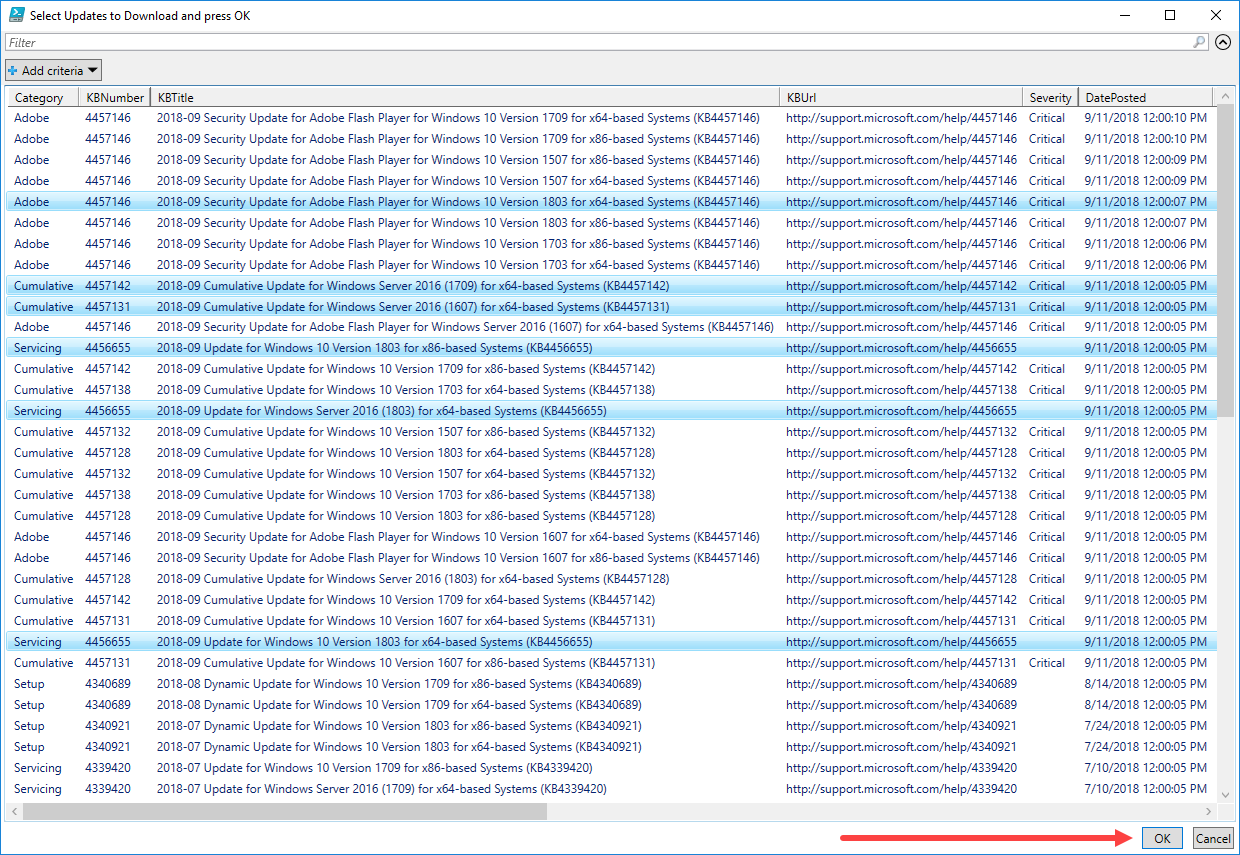 Select Updates to Download and press OK
Filter
Add criteria
Category KBNumber KBTitle KBUrl Severity DatePosted
Adobe 4457146 2018-09 Security Update for Adobe Flash Player for Windows 10 Version 1709 for x64-based Systems (KB4457146) http://support.microsoft.com/help/4457146 Critical 9/11/2018 12:00:10 PM
Adobe 4457146 2018-09 Security Update for Adobe Flash Player for Windows 10 Version 1709 for x86-based Systems (KB4457146) http://support.microsoft.com/help/4457146 Critical 9/11/2018 12:00:10 PM
Adobe 4457146 2018-09 Security Update for Adobe Flash Player for Windows 10 Version 1507 for x86-based Systems (KB4457146) http://support.microsoft.com/help/4457146 Critical 9/11/2018 12:00:09 PM
Adobe 4457146 2018-09 Security Update for Adobe Flash Player for Windows 10 Version 1507 for x64-based Systems (KB4457146) http://support.microsoft.com/help/4457146 Critical 9/11/2018 12:00:09 PM
Adobe 4457146 2018-09 Security Update for Adobe Flash Player for Windows 10 Version 1803 for x64-based Systems (KB4457146) http://support.microsoft.com/help/4457146 Critical 9/11/2018 12:00:07 PM
Adobe 4457146 2018-09 Security Update for Adobe Flash Player for Windows 10 Version 1803 for x86-based Systems (KB4457146) http://support.microsoft.com/help/4457146 Critical 9/11/2018 12:00:07 PM
Adobe 4457146 2018-09 Security Update for Adobe Flash Player for Windows 10 Version 1703 for x86-based Systems (KB4457146) http://support.microsoft.com/help/4457146 Critical 9/11/2018 12:00:06 PM
Adobe 4457146 2018-09 Security Update for Adobe Flash Player for Windows 10 Version 1703 for x64-based Systems (KB4457146) http://support.microsoft.com/help/4457146 Critical 9/11/2018 12:00:06 PM
Cumulative 4457142 2018-09 Cumulative Update for Windows Server 2016 (1709) for x64-based Systems (KB4457142) http://support.microsoft.com/help/4457142 Critical 9/11/2018 12:00:05 PM
Cumulative 4457131 2018-09 Cumulative Update for Windows Server 2016 (1607) for x64-based Systems (KB4457131) http://support.microsoft.com/help/4457131 Critical 9/11/2018 12:00:05 PM
Adobe 4457146 2018-09 Security Update for Adobe Flash Player for Windows Server 2016 (1607) for x64-based Systems (KB4457146) http://support.microsoft.com/help/4457146 Critical 9/11/2018 12:00:05 PM
Servicing 4456655 2018-09 Update for Windows 10 Version 1803 for x86-based Systems (KB4456655) http://support.microsoft.com/help/4456655 9/11/2018 12:00:05 PM
Cumulative 4457142 2018-09 Cumulative Update for Windows 10 Version 1709 for x86-based Systems (KB4457142) http://support.microsoft.com/help/4457142 Critical 9/11/2018 12:00:05 PM
Cumulative 4457138 2018-09 Cumulative Update for Windows 10 Version 1703 for x64-based Systems (KB4457138) http://support.microsoft.com/help/4457138 Critical 9/11/2018 12:00:05 PM
Servicing 4456655 2018-09 Update for Windows Server 2016 (1803) for x64-based Systems (KB4456655) http://support.microsoft.com/help/4456655 9/11/2018 12:00:05 PM
Cumulative 4457132 2018-09 Cumulative Update for Windows 10 Version 1507 for x86-based Systems (KB4457132) http://support.microsoft.com/help/4457132 Critical 9/11/2018 12:00:05 PM
Cumulative 4457128 2018-09 Cumulative Update for Windows 10 Version 1803 for x64-based Systems (KB4457128) http://support.microsoft.com/help/4457128 Critical 9/11/2018 12:00:05 PM
Cumulative 4457132 2018-09 Cumulative Update for Windows 10 Version 1507 for x64-based Systems (KB4457132) http://support.microsoft.com/help/4457132 Critical 9/11/2018 12:00:05 PM
Cumulative 4457138 2018-09 Cumulative Update for Windows 10 Version 1703 for x86-based Systems (KB4457138) http://support.microsoft.com/help/4457138 Critical 9/11/2018 12:00:05 PM
Cumulative 4457128 2018-09 Cumulative Update for Windows 10 Version 1803 for x86-based Systems (KB4457128) http://support.microsoft.com/help/4457128 Critical 9/11/2018 12:00:05 PM
Adobe 4457146 2018-09 Security Update for Adobe Flash Player for Windows 10 Version 1607 for x64-based Systems (KB4457146) http://support.microsoft.com/help/4457146 Critical 9/11/2018 12:00:05 PM
Adobe 4457146 2018-09 Security Update for Adobe Flash Player for Windows 10 Version 1607 for x86-based Systems (KB4457146) http://support.microsoft.com/help/4457146 Critical 9/11/2018 12:00:05 PM
Cumulative 4457128 2018-09 Cumulative Update for Windows Server 2016 (1803) for x64-based Systems (KB4457128) http://support.microsoft.com/help/4457128 Critical 9/11/2018 12:00:05 PM
Cumulative 4457142 2018-09 Cumulative Update for Windows 10 Version 1709 for x64-based Systems (KB4457142) http://support.microsoft.com/help/4457142 Critical 9/11/2018 12:00:05 PM
Cumulative 4457131 2018-09 Cumulative Update for Windows 10 Version 1607 for x64-based Systems (KB4457131) http://support.microsoft.com/help/4457131 Critical 9/11/2018 12:00:05 PM
Servicing 4456655 2018-09 Update for Windows 10 Version 1803 for x64-based Systems (KB4456655) http://support.microsoft.com/help/4456655 9/11/2018 12:00:05 PM
Cumulative 4457131 2018-09 Cumulative Update for Windows 10 Version 1607 for x86-based Systems (KB4457131) http://support.microsoft.com/help/4457131 Critical 9/11/2018 12:00:05 PM
Setup 4340689 2018-08 Dynamic Update for Windows 10 Version 1709 for x86-based Systems (KB4340689) http://support.microsoft.com/help/4340689 8/14/2018 12:00:05 PM
Setup 4340689 2018-08 Dynamic Update for Windows 10 Version 1709 for x64-based Systems (KB4340689) http://support.microsoft.com/help/4340689 8/14/2018 12:00:05 PM
Setup 4340921 2018-07 Dynamic Update for Windows 10 Version 1803 for x86-based Systems (KB4340921) http://support.microsoft.com/help/4340921 7/24/2018 12:00:05 PM
Setup 4340921 2018-07 Dynamic Update for Windows 10 Version 1803 for x64-based Systems (KB4340921) http://support.microsoft.com/help/4340921 7/24/2018 12:00:05 PM
Servicing 4339420 2018-07 Update for Windows 10 Version 1709 for x86-based Systems (KB4339420) http://support.microsoft.com/help/4339420 7/10/2018 12:00:05 PM
Servicing 4339420 2018-07 Update for Windows Server 2016 (1709) for x64-based Systems (KB4339420) http://support.microsoft.com/help/4339420 7/10/2018 12:00:05 PM
OK Cancel